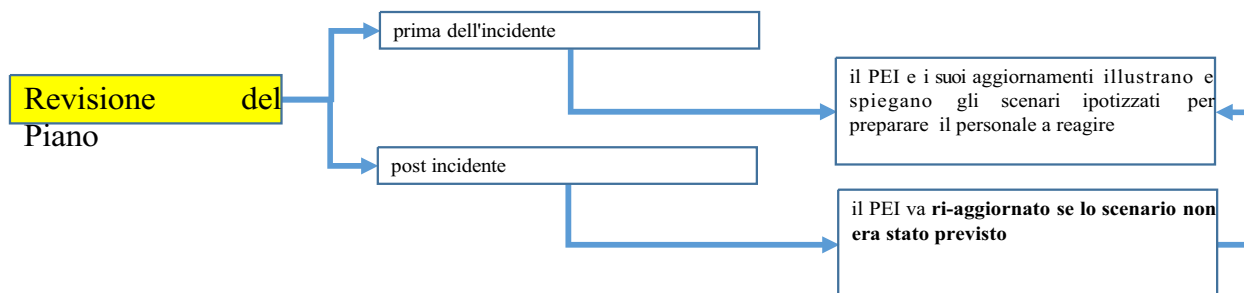 prima dell'incidente
Revisione del
Piano
il PEI e i suoi aggiornamenti illustrano e
spiegano gli scenari ipotizzati per
preparare il personale a reagire
post incidente
il PEI va ri-aggiornato se lo scenario non
era stato previsto